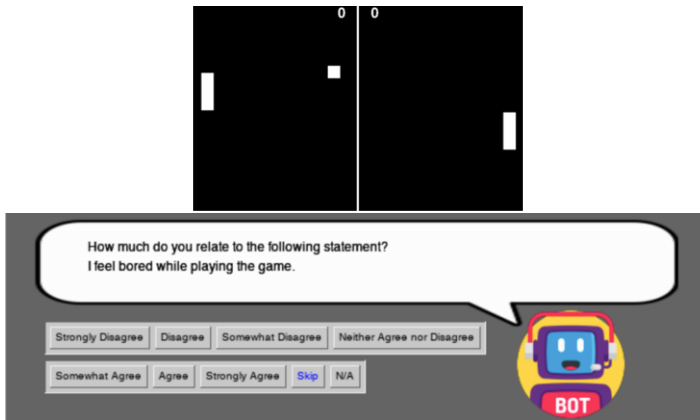 0 0
How much do you relate to the following statement?
I feel bored while playing the game.
Strongly Disagree Disagree Somewhat Disagree Neither Agree nor Disagree
Somewhat Agree Agree Strongly Agree Skip N/A
BOT